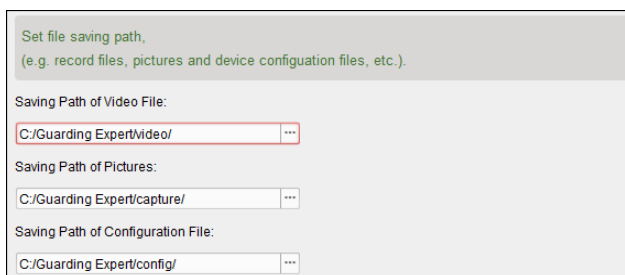 Set file saving path,
(e.g. record files, pictures and device configuation files, etc.).
Saving Path of Video File:
C:/Guarding Expert/video/
Saving Path of Pictures:
C:/Guarding Expert/capture/
Saving Path of Configuration File:
C:/Guarding Expert/config/